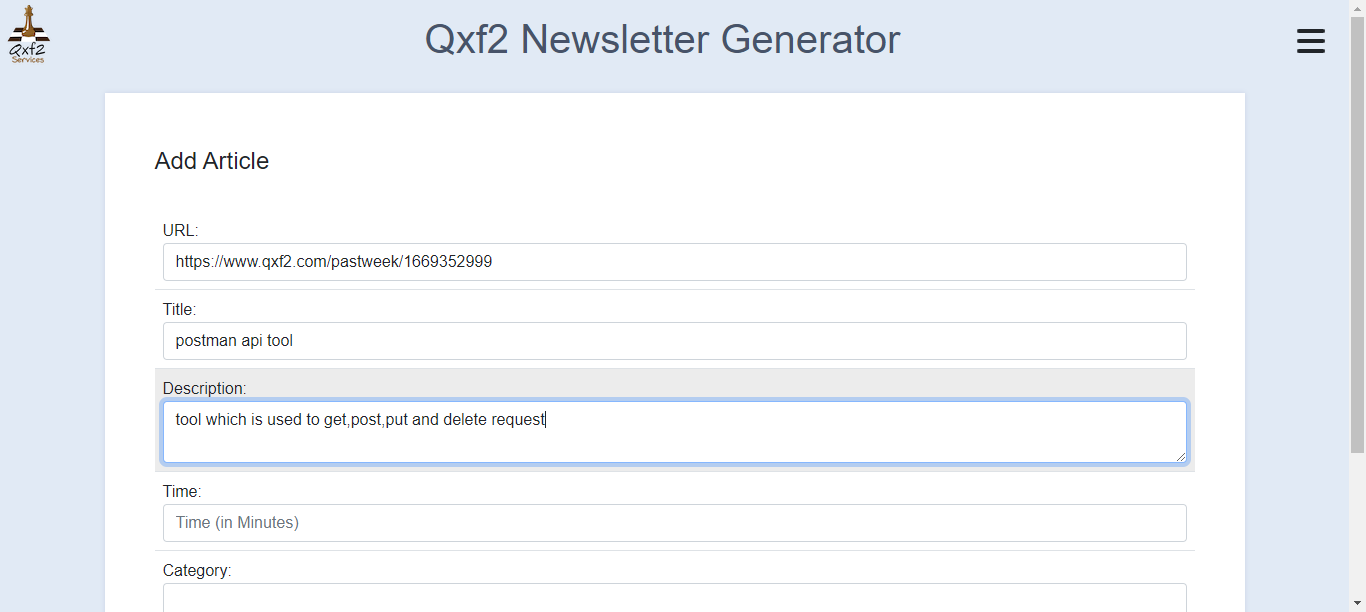 Qxf2
Services
Qxf2 Newsletter Generator
Add Article
URL:
https://www.qxf2.com/pastweek/1669352999
Title:
postman api tool
Description:
tool which is used to get,post,put and delete request
Time:
Time (in Minutes)
Category: